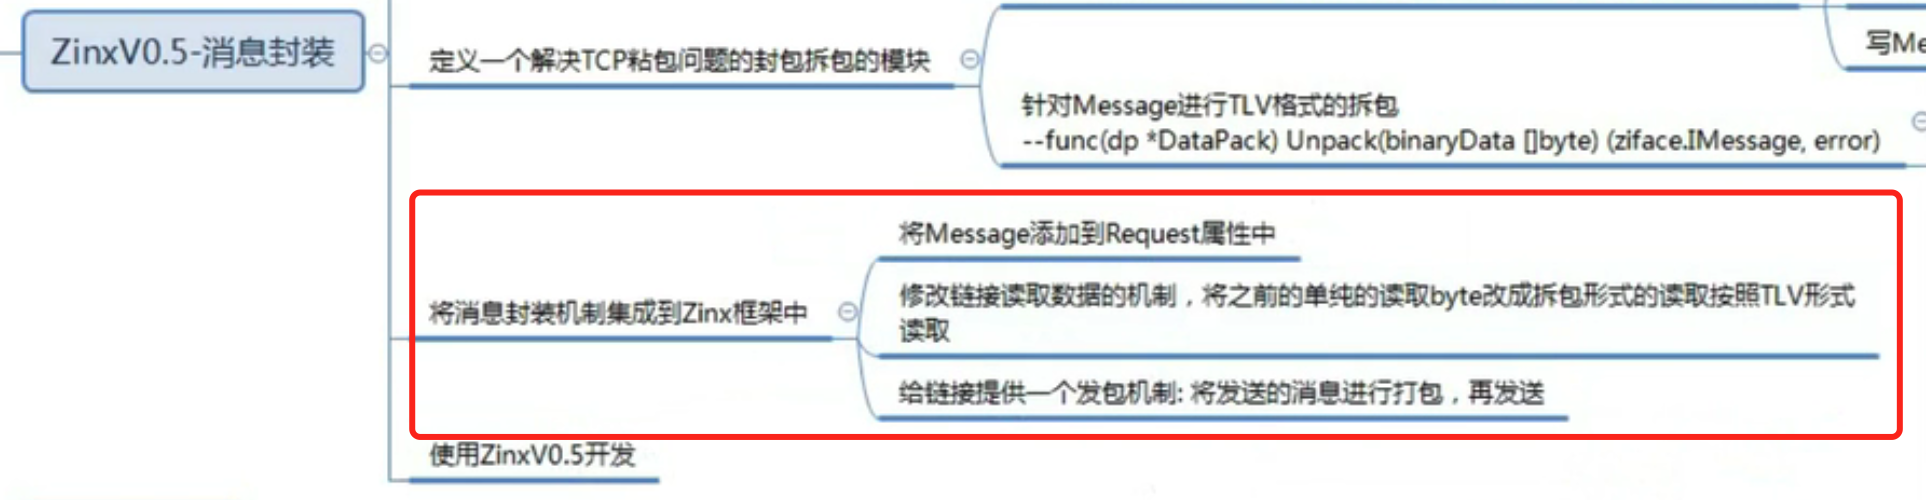 ZinxV0.5-消息封装
定义一个解决TCP粘包问题的封包拆包的模块
写Me
针对Message进行TLV格式的拆包
--func(dp *DataPack) Unpack(binaryData []byte) (ziface.IMessage, error)
将消息封装机制集成到Zinx框架中
将Message添加到Request属性中
修改链接读取数据的机制，将之前的单纯的读取byte改成拆包形式的读取按照TLV形式
读取
给链接提供一个发包机制: 将发送的消息进行打包，再发送
使用ZinxV0.5开发